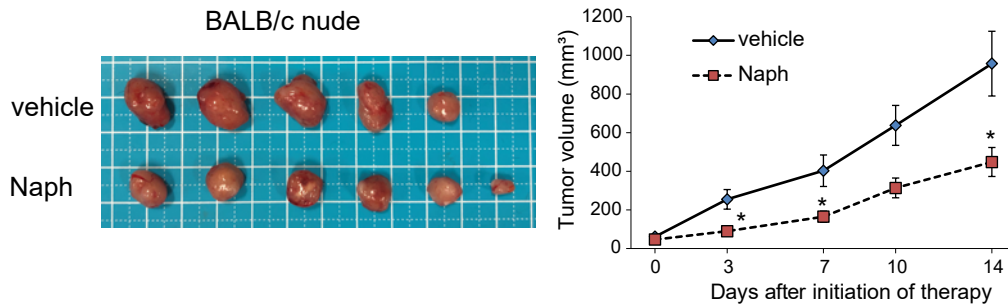 BALB/c nude
vehicle
Naph
Tumor volume (mm³)
1200
1000
800
600
400
200
0
vehicle
Naph
*
*
*
0 3 7 10 14
Days after initiation of therapy